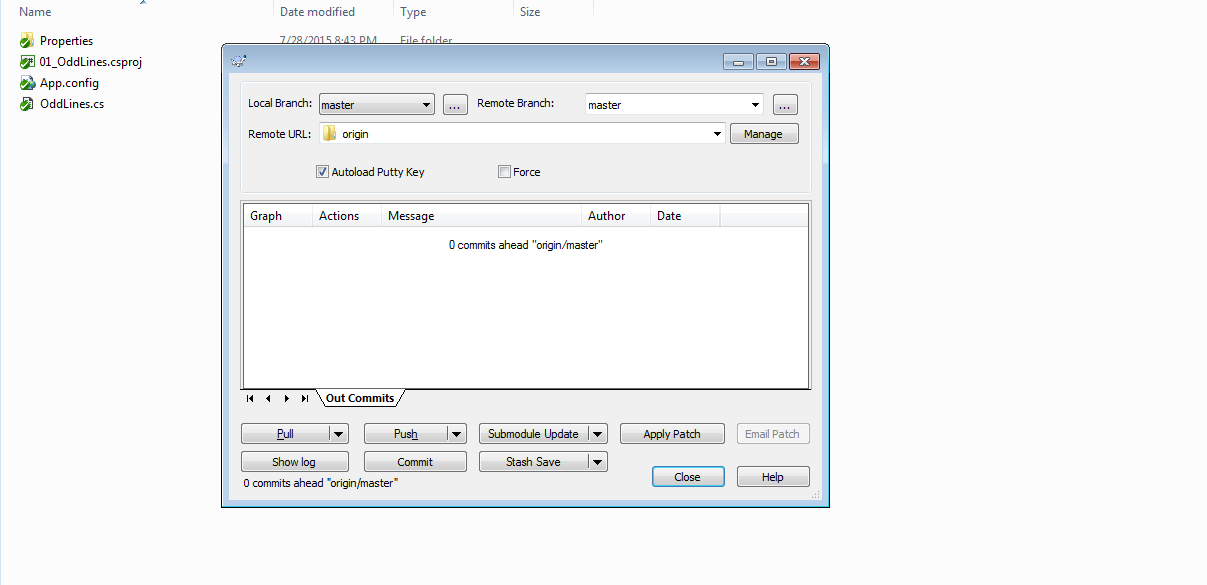 Name Date modified Type Size
Properties 7/28/2015 8:43 PM File folder
01_OddLines.csproj
App.config
OddLines.cs
Local Branch: master ... Remote Branch: master ...
Remote URL: origin Manage
Autoload Putty Key Force
Graph Actions Message Author Date
0 commits ahead "origin/master"
Out Commits
Pull Push Submodule Update Apply Patch Email Patch
Show log Commit Stash Save
Close Help
0 commits ahead "origin/master"